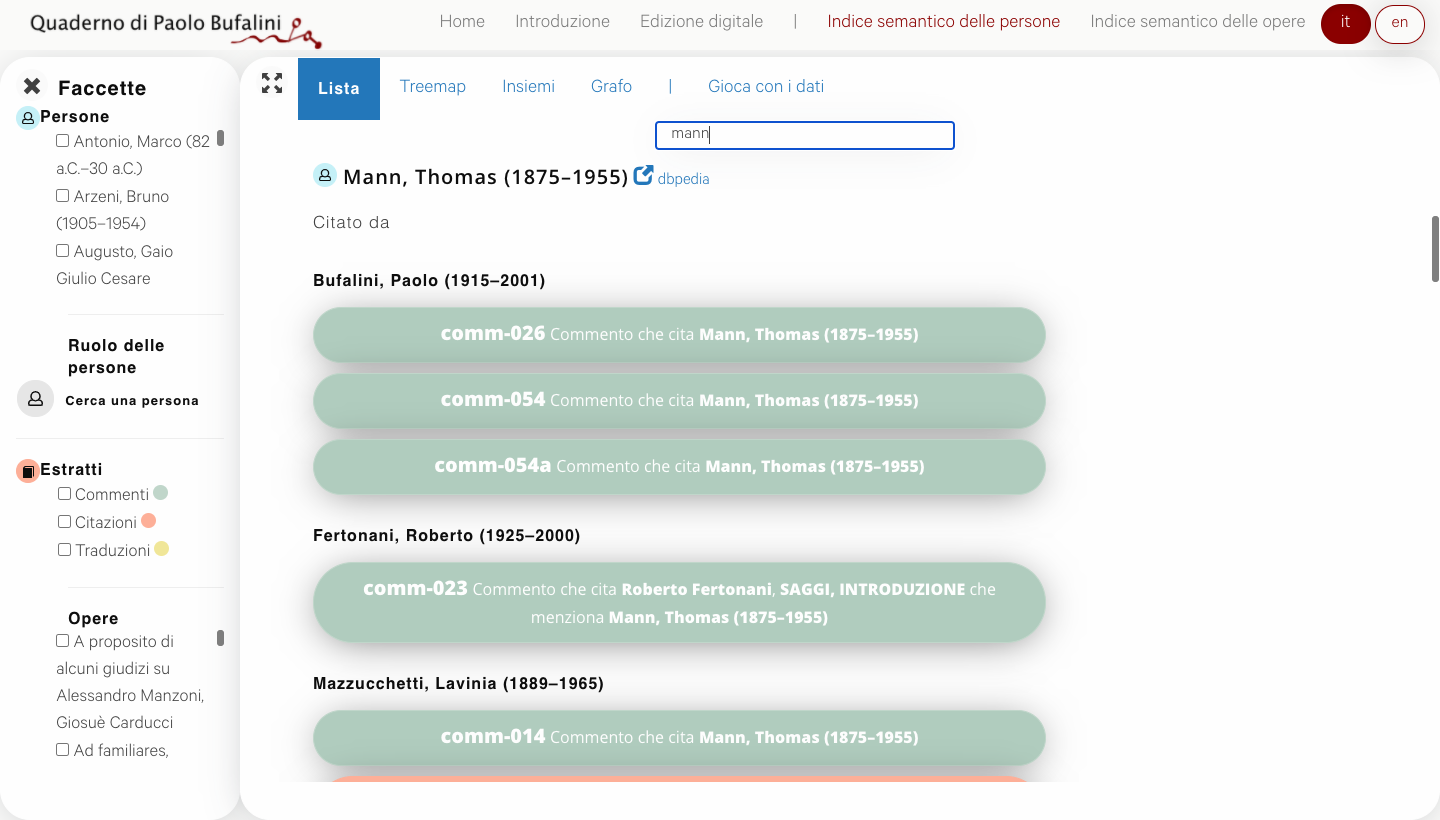 Quaderno di Paolo Bufalini
Home Introduzione Edizione digitale | Indice semantico delle persone Indice semantico delle opere it en
Faccette
Persone
Antonio, Marco (82
a.C.–30 a.C.)
Arzeni, Bruno
(1905–1954)
Augusto, Gaio
Giulio Cesare
Ruolo delle
persone
Cerca una persona
Estratti
Commenti
Citazioni
Traduzioni
Opere
A proposito di
alcuni giudizi su
Alessandro Manzoni,
Giosuè Carducci
Ad familiares,
Lista Treemap Insiemi Grafo | Gioca con i dati
mann
Mann, Thomas (1875–1955) dbpedia
Citato da
Bufalini, Paolo (1915–2001)
comm-026 Commento che cita Mann, Thomas (1875–1955)
comm-054 Commento che cita Mann, Thomas (1875–1955)
comm-054a Commento che cita Mann, Thomas (1875–1955)
Fertonani, Roberto (1925–2000)
comm-023 Commento che cita Roberto Fertonani, SAGGI, INTRODUZIONE che
menziona Mann, Thomas (1875–1955)
Mazzucchetti, Lavinia (1889–1965)
comm-014 Commento che cita Mann, Thomas (1875–1955)